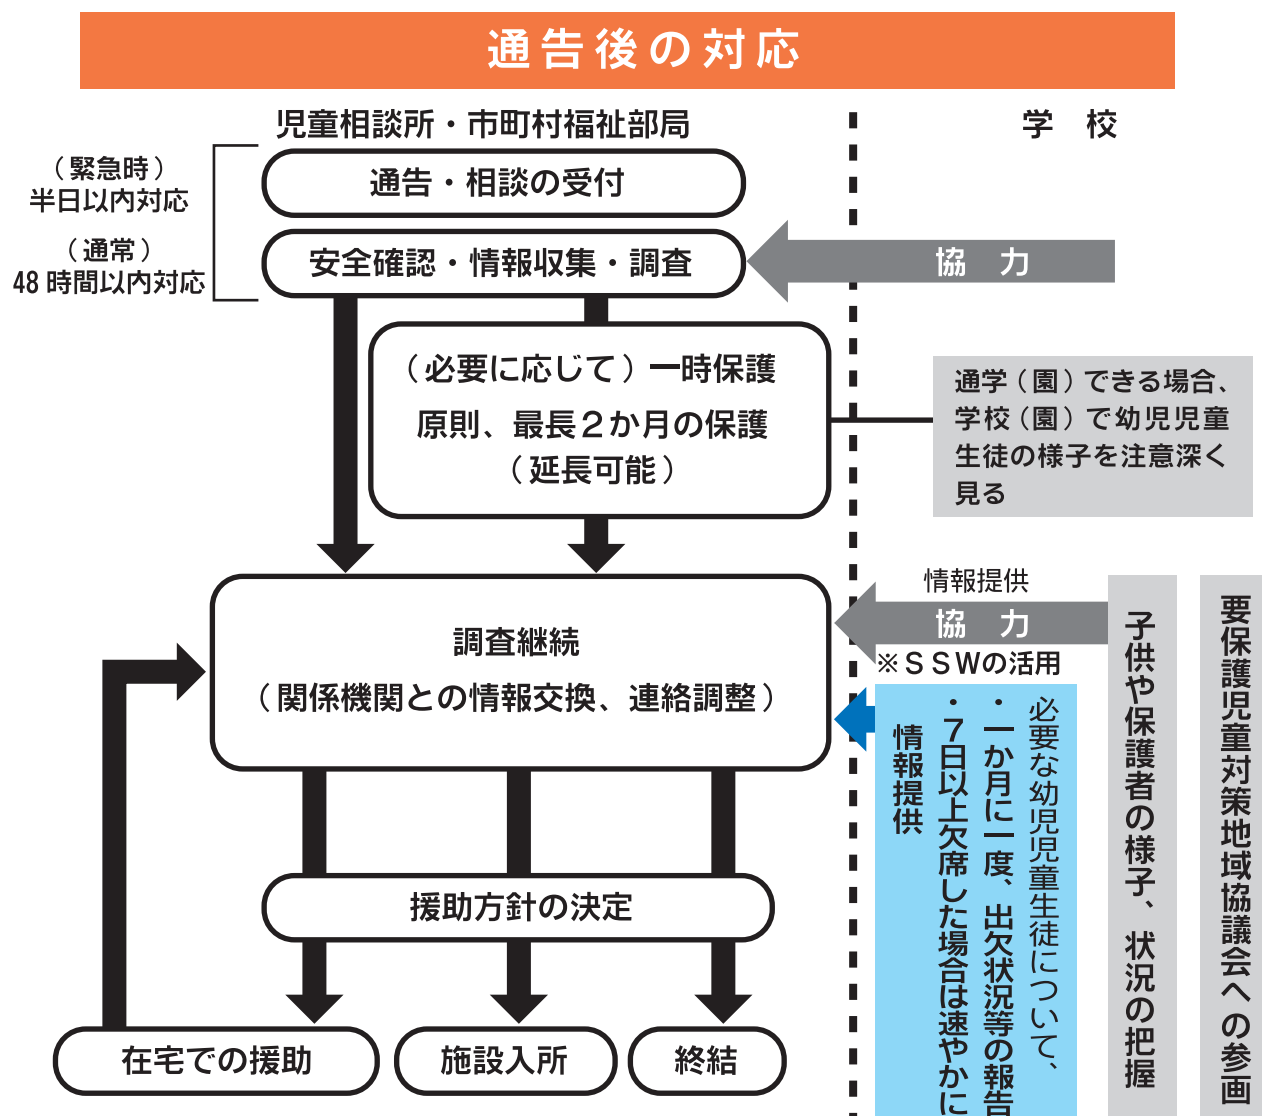 通告後の対応
児童相談所・市町村福祉部局
学　校
（緊急時）
半日以内対応
（通常）
48 時間以内対応
通告・相談の受付
安全確認・情報収集・調査
協　力
（必要に応じて）一時保護
原則、最長２か月の保護
（延長可能）
通学（園）できる場合、
学校（園）で幼児児童
生徒の様子を注意深く
見る
調査継続
（関係機関との情報交換、連絡調整）
情報提供
協　力
※ＳＳＷの活用
必要な幼児児童生徒について、
・一か月に一度、出欠状況等の報告
・７日以上欠席した場合は速やかに
情報提供
子供や保護者の様子、状況の把握
要保護児童対策地域協議会への参画
援助方針の決定
在宅での援助
施設入所
終結